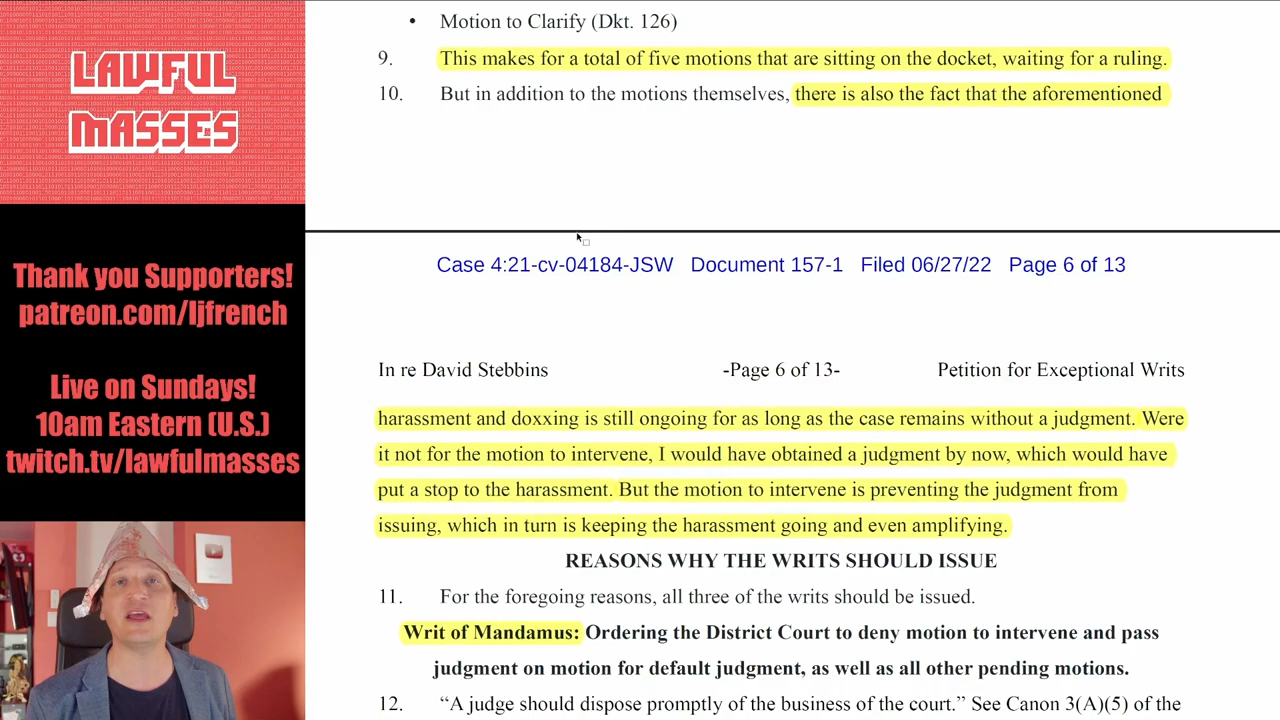 LAWFUL
MASSES
Thank you Supporters!
patreon.com/ljfrench
Live on Sundays!
10am Eastern (U.S.)
twitch.tv/lawfulmasses
• Motion to Clarify (Dkt. 126)
9. This makes for a total of five motions that are sitting on the docket, waiting for a ruling.
10. But in addition to the motions themselves, there is also the fact that the aforementioned
Case 4:21-cv-04184-JSW Document 157-1 Filed 06/27/22 Page 6 of 13
In re David Stebbins -Page 6 of 13- Petition for Exceptional Writs
harassment and doxxing is still ongoing for as long as the case remains without a judgment. Were
it not for the motion to intervene, I would have obtained a judgment by now, which would have
put a stop to the harassment. But the motion to intervene is preventing the judgment from
issuing, which in turn is keeping the harassment going and even amplifying.
REASONS WHY THE WRITS SHOULD ISSUE
11. For the foregoing reasons, all three of the writs should be issued.
Writ of Mandamus: Ordering the District Court to deny motion to intervene and pass
judgment on motion for default judgment, as well as all other pending motions.
12. “A judge should dispose promptly of the business of the court.” See Canon 3(A)(5) of the